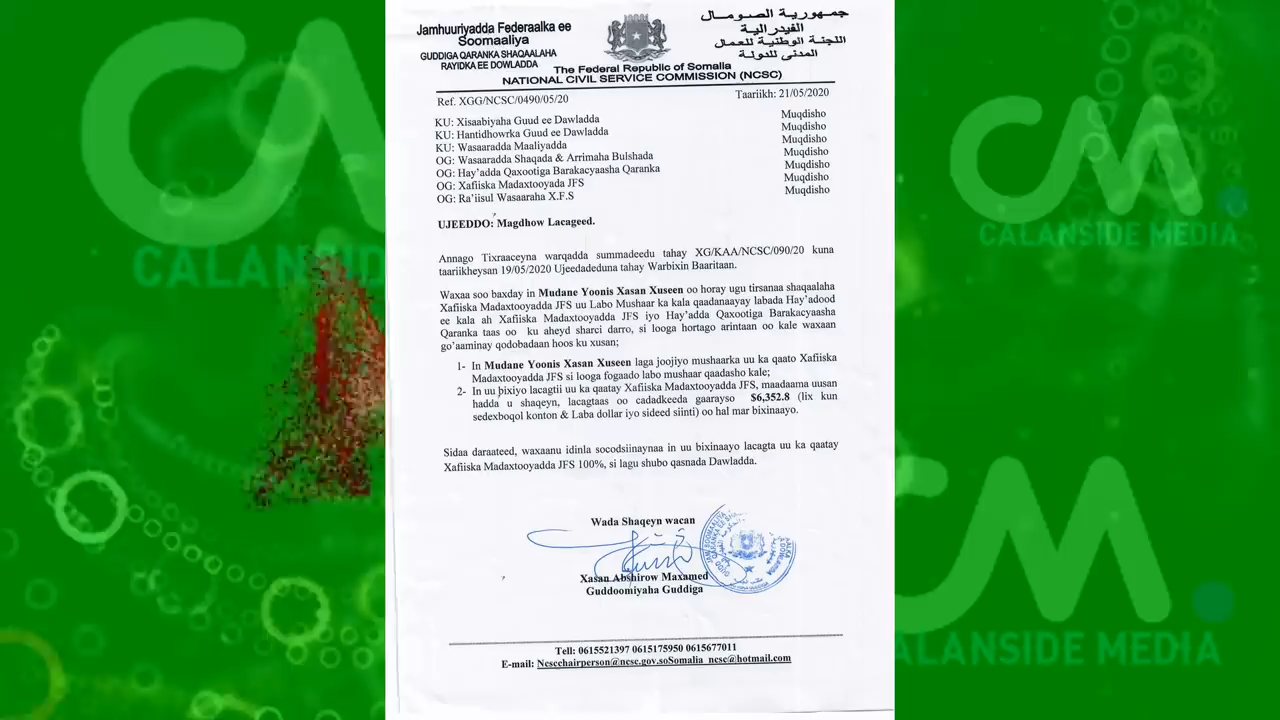 Jamhuuriyadda Federaalka ee
Soomaaliya
GUDDIGA QARANKA SHAQAALAHA
RAYIDKA EE DOWLADDA
جمهورية الصومال
الفيدرالية
اللجنة الوطنية للعمال
المدنى للدولة
The Federal Republic of Somalia
NATIONAL CIVIL SERVICE COMMISSION (NCSC)
Ref. XGG/NCSC/0490/05/20
Taariikh: 21/05/2020
KU: Xisaabiyaha Guud ee Dawladda Muqdisho
KU: Hantidhowrka Guud ee Dawladda Muqdisho
KU: Wasaaradda Maaliyadda Muqdisho
OG: Wasaaradda Shaqada & Arrimaha Bulshada Muqdisho
OG: Hay'adda Qaxootiga Barakacyaasha Qaranka Muqdisho
OG: Xafiiska Madaxtooyada JFS Muqdisho
OG: Ra'iisul Wasaaraha X.F.S Muqdisho
UJEEDDO: Magdhow Lacageed.
Annago Tixraaceyna warqadda summadeedu tahay XG/KAA/NCSC/090/20 kuna
taariikheysan 19/05/2020 Ujeedadeduna tahay Warbixin Baaritaan.
Waxaa soo baxday in Mudane Yoonis Xasan Xuseen oo horay ugu tirsanaa shaqaalaha
Xafiiska Madaxtooyadda JFS uu Labo Mushaar ka kala qaadanaayay labada Hay'adood
ee kala ah Xafiiska Madaxtooyadda JFS iyo Hay'adda Qaxootiga Barakacyaasha
Qaranka taas oo ku aheyd sharci darro, si looga hortago arintaan oo kale waxaan
go'aaminay qodobadaan hoos ku xusan;
1- In Mudane Yoonis Xasan Xuseen laga joojiyo mushaarka uu ka qaato Xafiiska
Madaxtooyadda JFS si looga fogaado labo mushaar qaadasho kale;
2- In uu bixiyo lacagtii uu ka qaatay Xafiiska Madaxtooyadda JFS, maadaama uusan
hadda u shaqeyn, lacagtaas oo cadadkeeda gaarayso $6,352.8 (lix kun
sedexboqol konton & Laba dollar iyo sideed siinti) oo hal mar bixinaayo.
Sidaa daraateed, waxaanu idinla socodsiinaynaa in uu bixinaayo lacagta uu ka qaatay
Xafiiska Madaxtooyadda JFS 100%, si lagu shubo qasnada Dawladda.
Wada Shaqeyn wacan
Xasan Abshirow Maxamed
Guddoomiyaha Guddiga
Tell: 0615521397 0615175950 0615677011
E-mail: Ncscchairperson@ncsc.gov.soSomalia_ncsc@hotmail.com
CM
CALANSIDE MEDIA
CM
CALANSIDE MEDIA